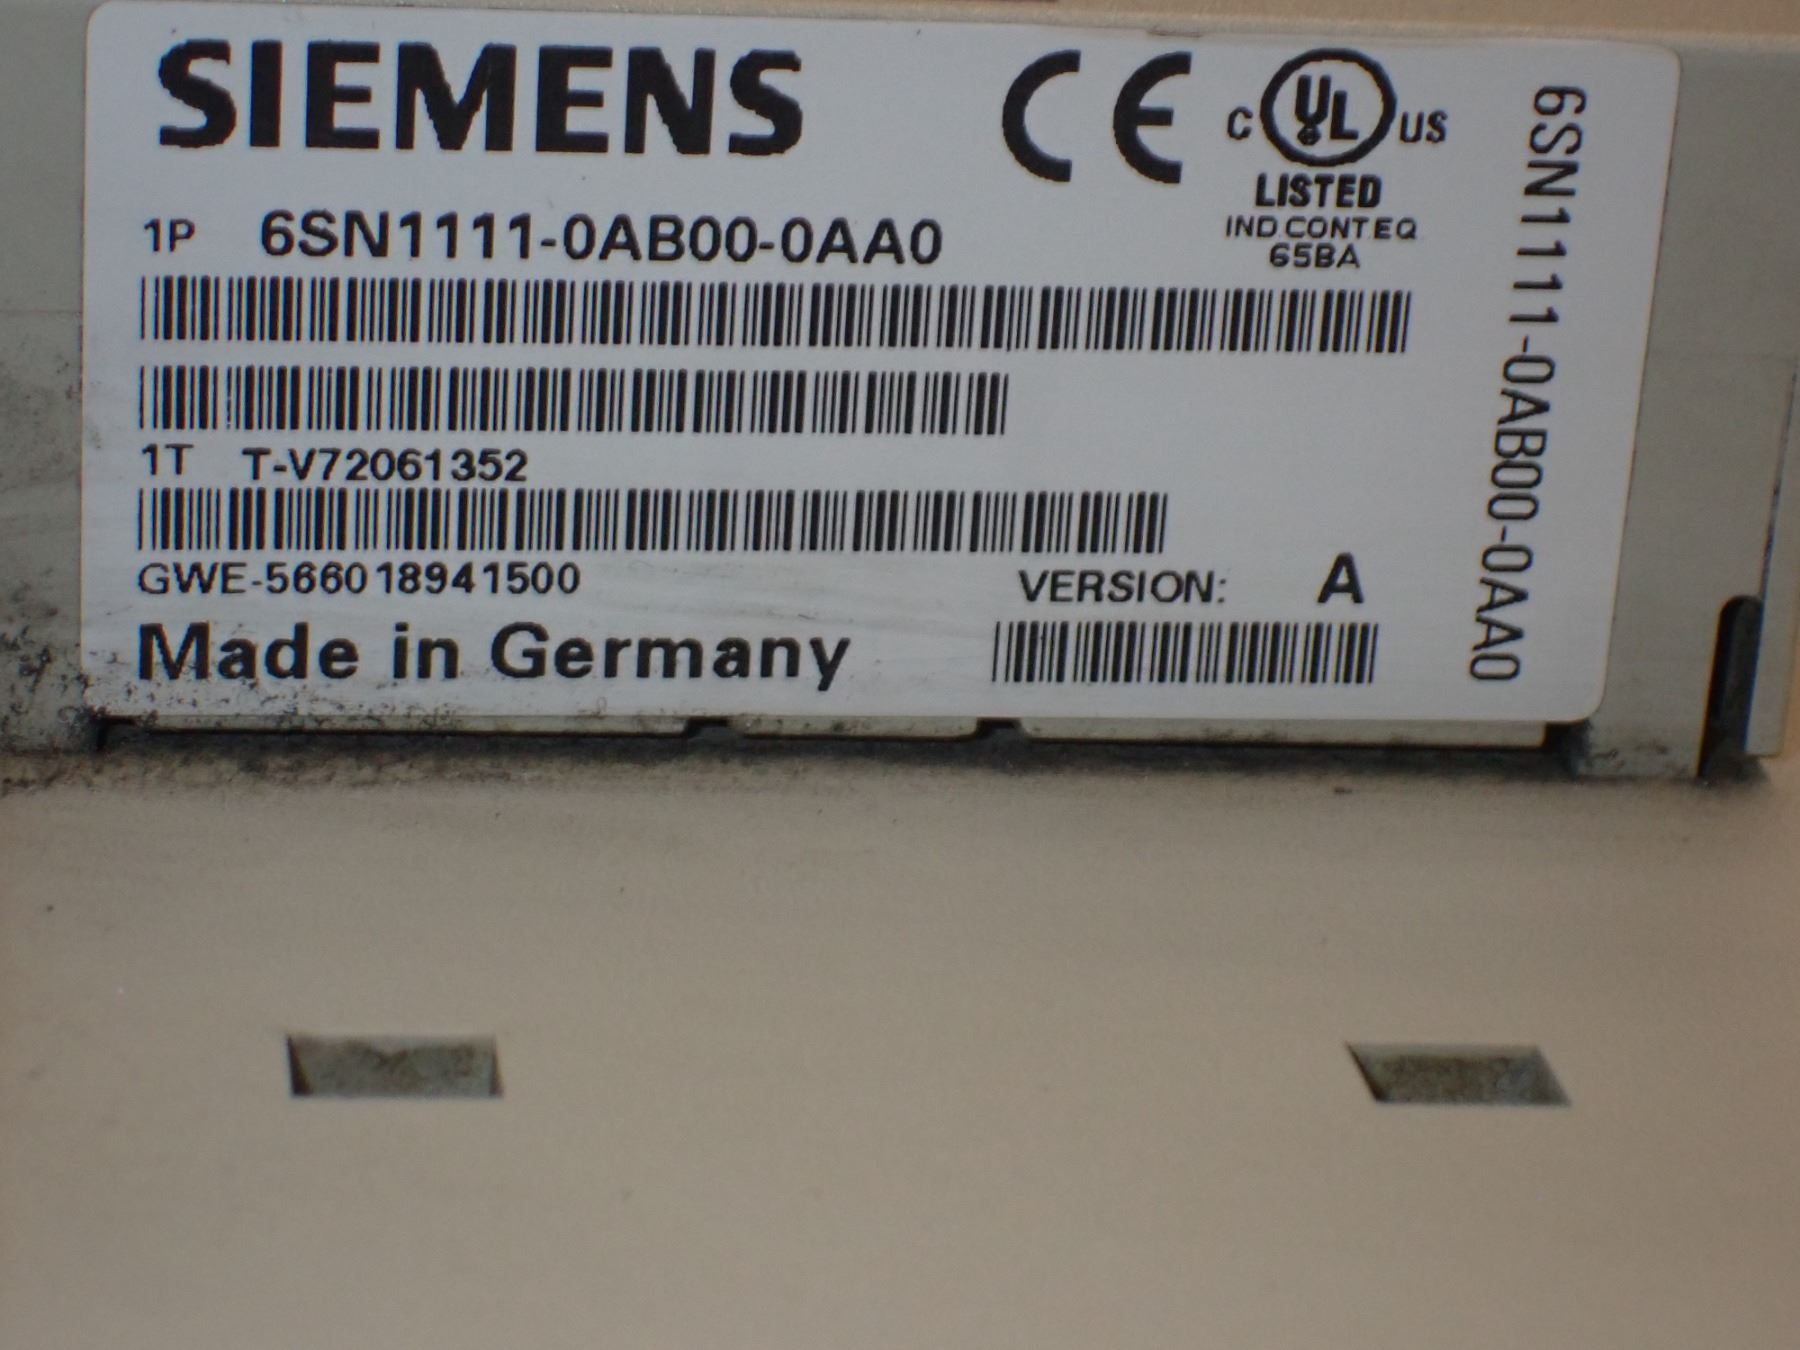 SIEMENS
CE
C UL US
LISTED
IND.CONT.EQ
65BA
1P 6SN1111-0AB00-0AA0
1T T-V72061352
GWE-566018941500
VERSION: A
Made in Germany
6SN1111-0AB00-0AA0